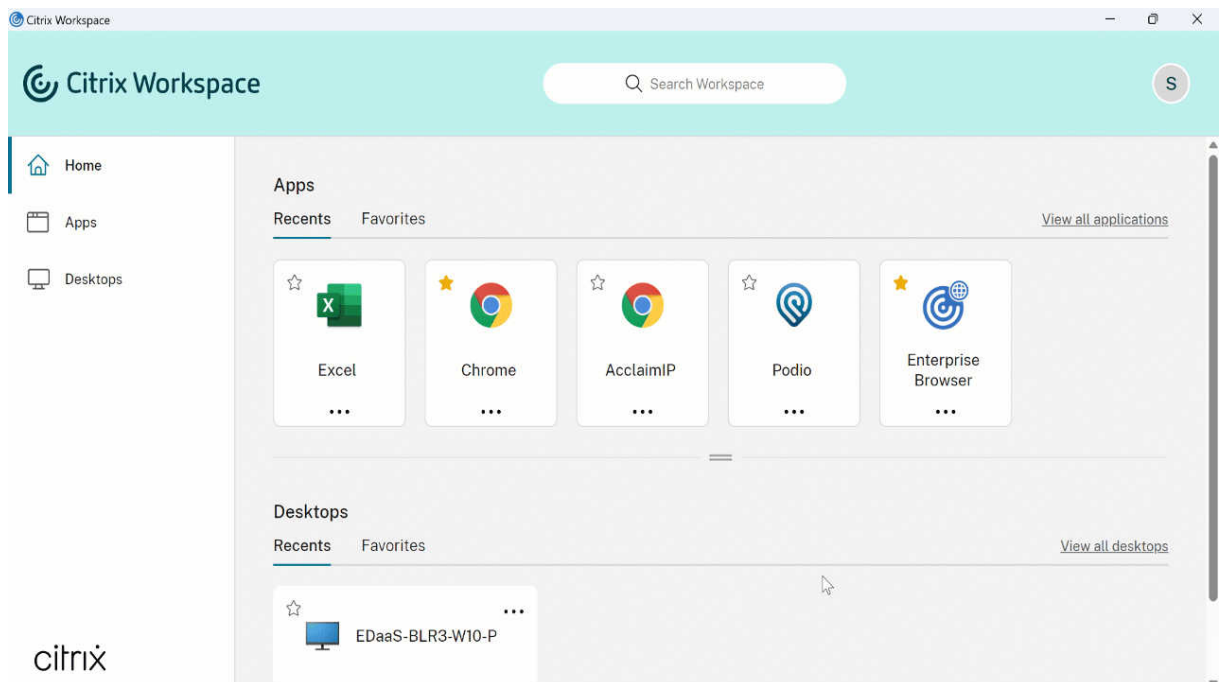 Citrix Workspace
Citrix Workspace
Search Workspace
S
Home
Apps
Desktops
Apps
Recents Favorites View all applications
X
Excel
Chrome
AcclaimIP
Podio
Enterprise
Browser
Desktops
Recents Favorites View all desktops
EDaaS-BLR3-W10-P
citrix